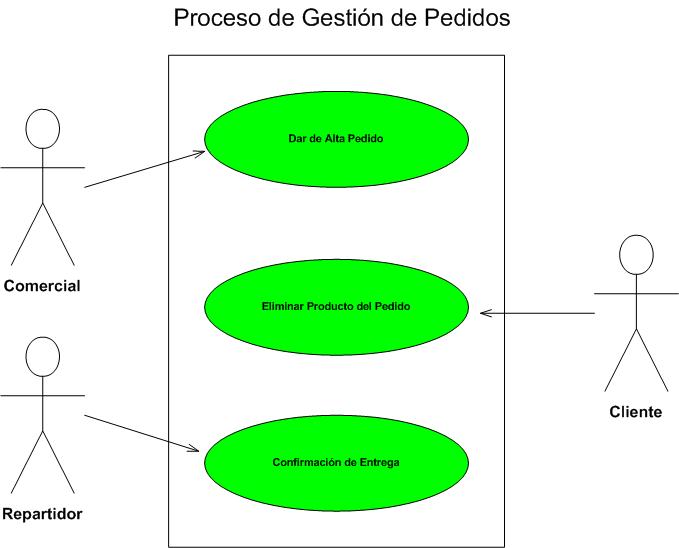 Proceso de Gestión de Pedidos
Dar de Alta Pedido
Comercial
Eliminar Producto del Pedido
Cliente
Confirmación de Entrega
Repartidor